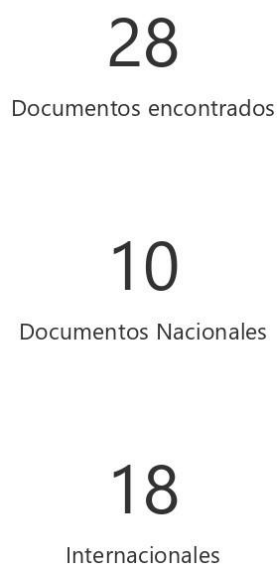 28
Documentos encontrados
10
Documentos Nacionales
18
Internacionales